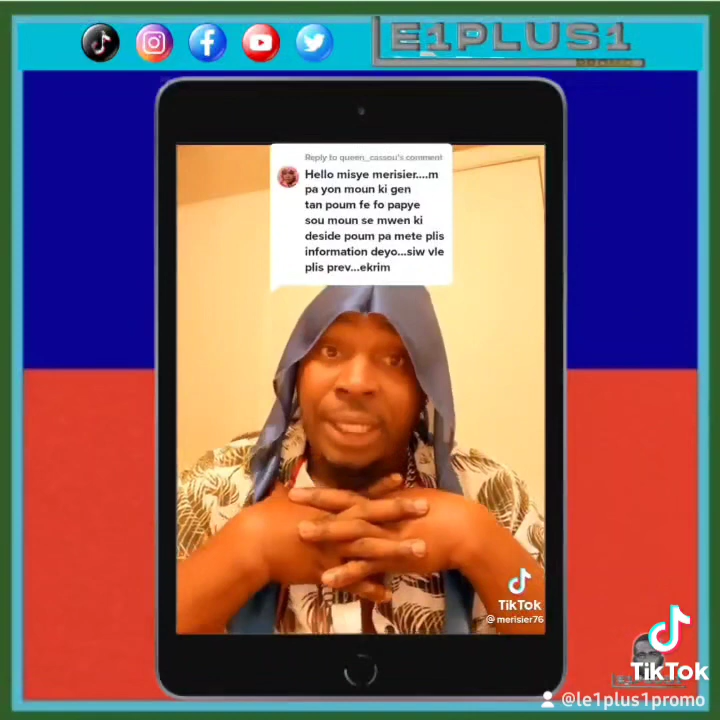 LE1PLUS1
PROMO
Reply to queen_cassou's comment
Hello misye merisier....m
pa yon moun ki gen
tan poum fe fo papye
sou moun se mwen ki
deside poum pa mete plis
information deyo...siw vle
plis prev...ekrim
TikTok
@merisier76
TikTok
@le1plus1promo